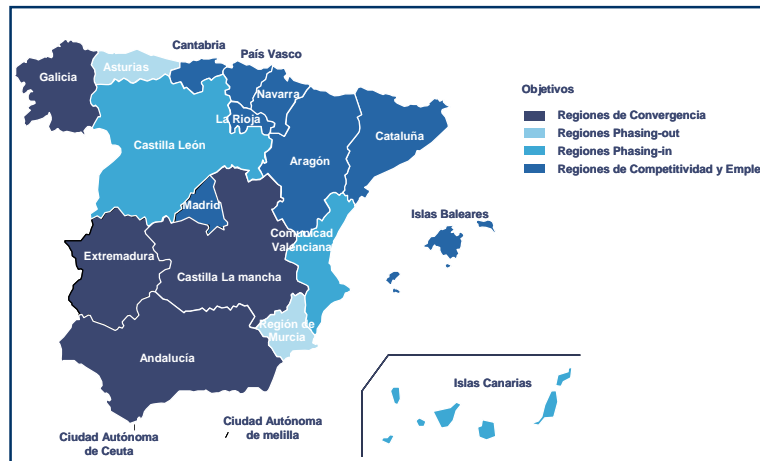 Cantabria
País Vasco
Asturias
Galicia
Navarra
La Rioja
Castilla León
Cataluña
Aragón
Madrid
Islas Baleares
Comunicad
Valenciana
Extremadura
Castilla La mancha
Región de
Murcia
Andalucía
Islas Canarias
Ciudad Autónoma
de Ceuta
Ciudad Autónoma
de melilla
Objetivos
Regiones de Convergencia
Regiones Phasing-out
Regiones Phasing-in
Regiones de Competitividad y Emple